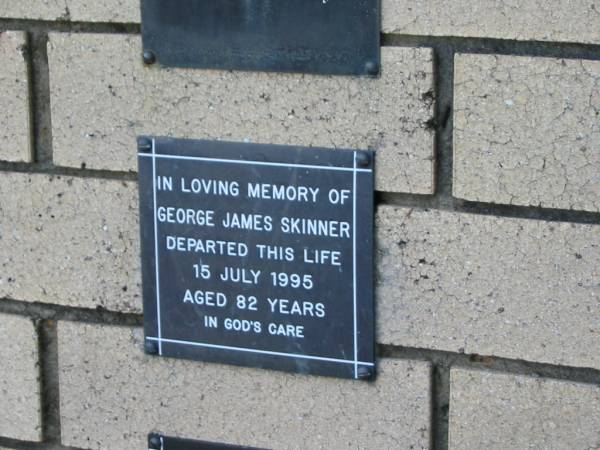 IN LOVING MEMORY OF
GEORGE JAMES SKINNER
DEPARTED THIS LIFE
15 JULY 1995
AGED 82 YEARS
IN GOD'S CARE